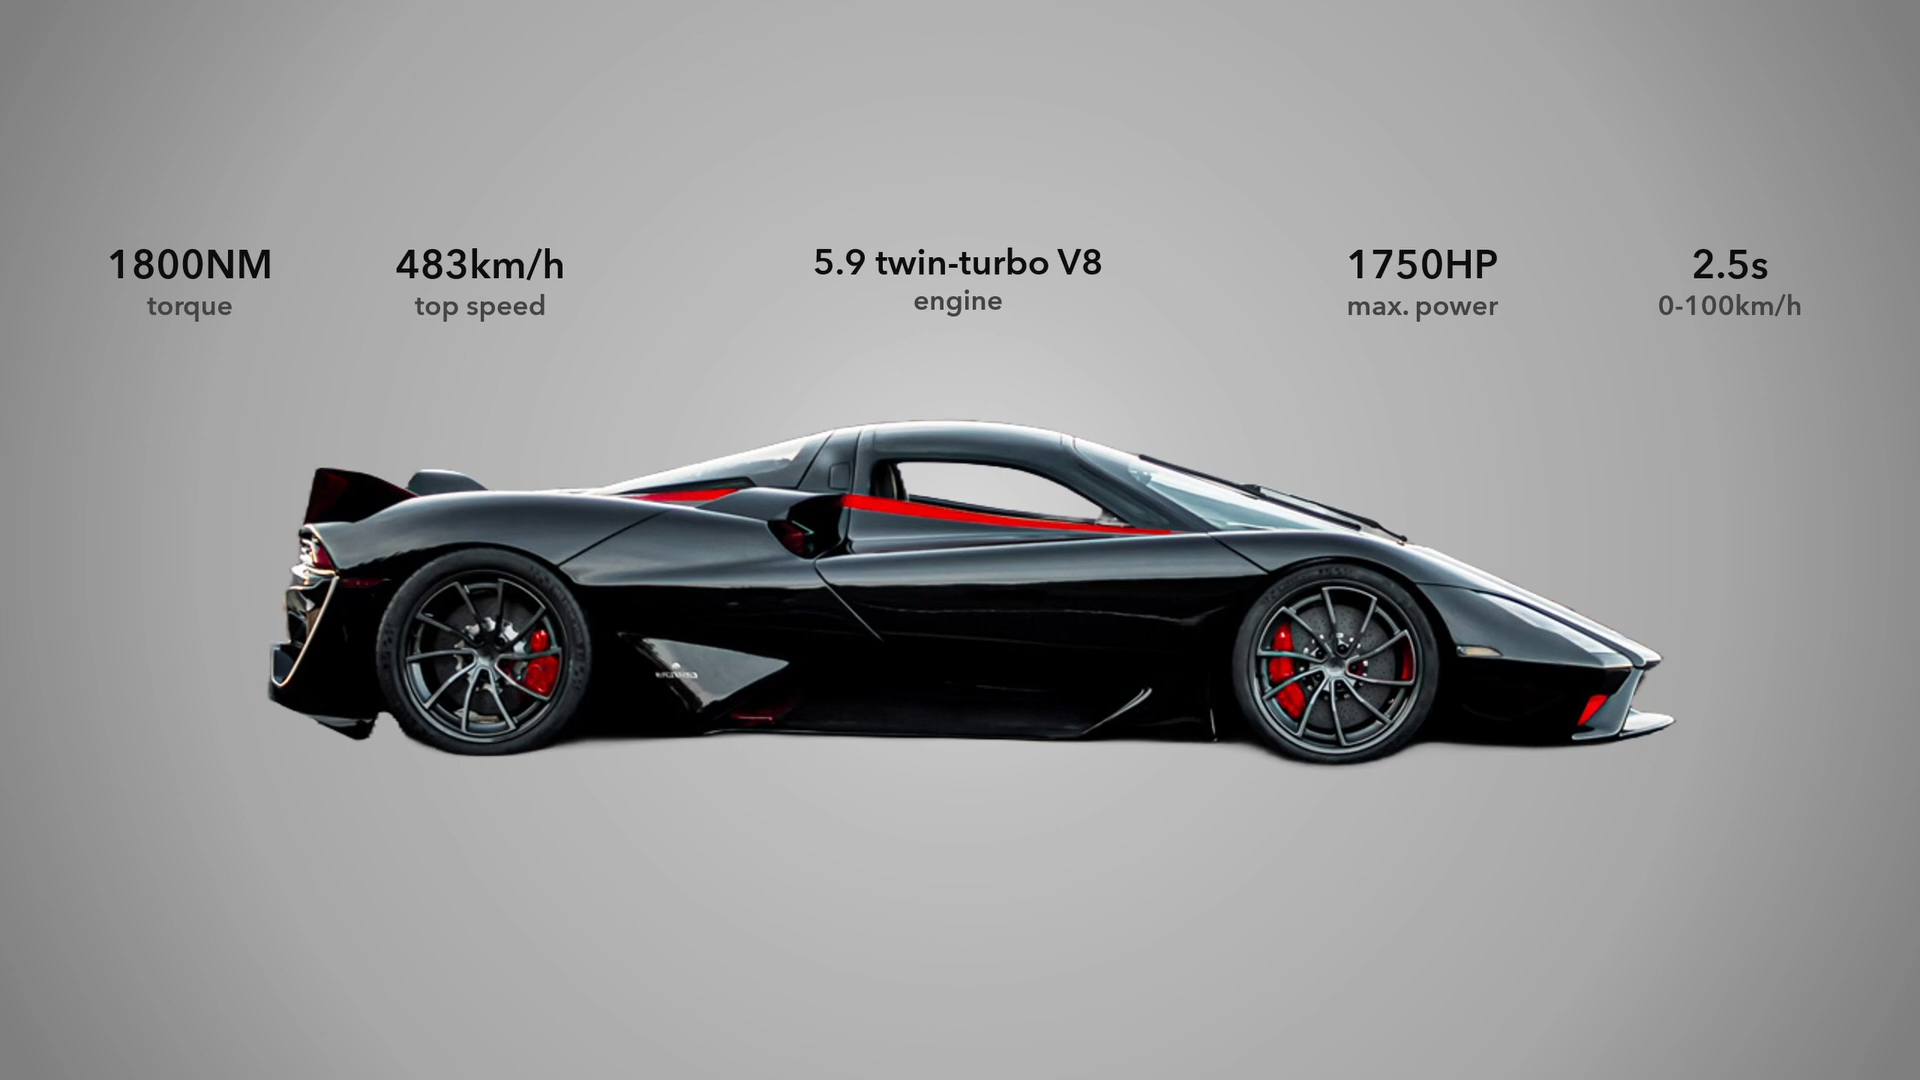 1800NM
torque
483km/h
top speed
5.9 twin-turbo V8
engine
1750HP
max. power
2.5s
0-100km/h